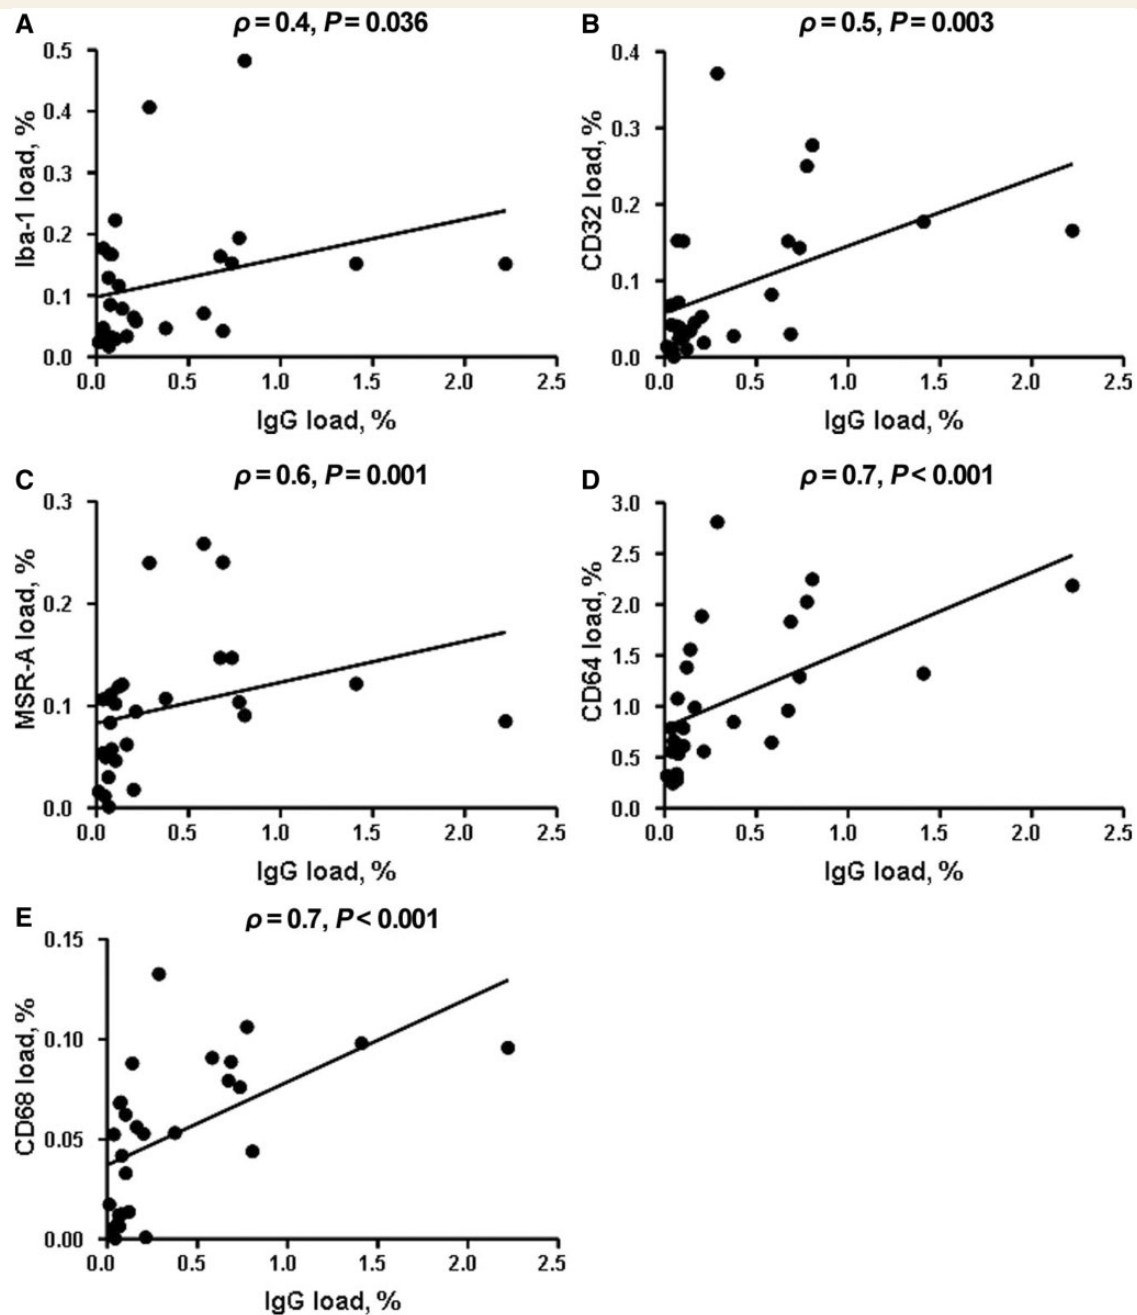 A
ρ = 0.4, P = 0.036
Iba-1 load, %
0.5
0.4
0.3
0.2
0.1
0.0
0.0 0.5 1.0 1.5 2.0 2.5
IgG load, %
B
ρ = 0.5, P = 0.003
CD32 load, %
0.4
0.3
0.2
0.1
0.0
0.0 0.5 1.0 1.5 2.0 2.5
IgG load, %
C
ρ = 0.6, P = 0.001
MSR-A load, %
0.3
0.2
0.1
0.0
0.0 0.5 1.0 1.5 2.0 2.5
IgG load, %
D
ρ = 0.7, P < 0.001
CD64 load, %
3.0
2.5
2.0
1.5
1.0
0.5
0.0
0.0 0.5 1.0 1.5 2.0 2.5
IgG load, %
E
ρ = 0.7, P < 0.001
CD68 load, %
0.15
0.10
0.05
0.00
0.0 0.5 1.0 1.5 2.0 2.5
IgG load, %